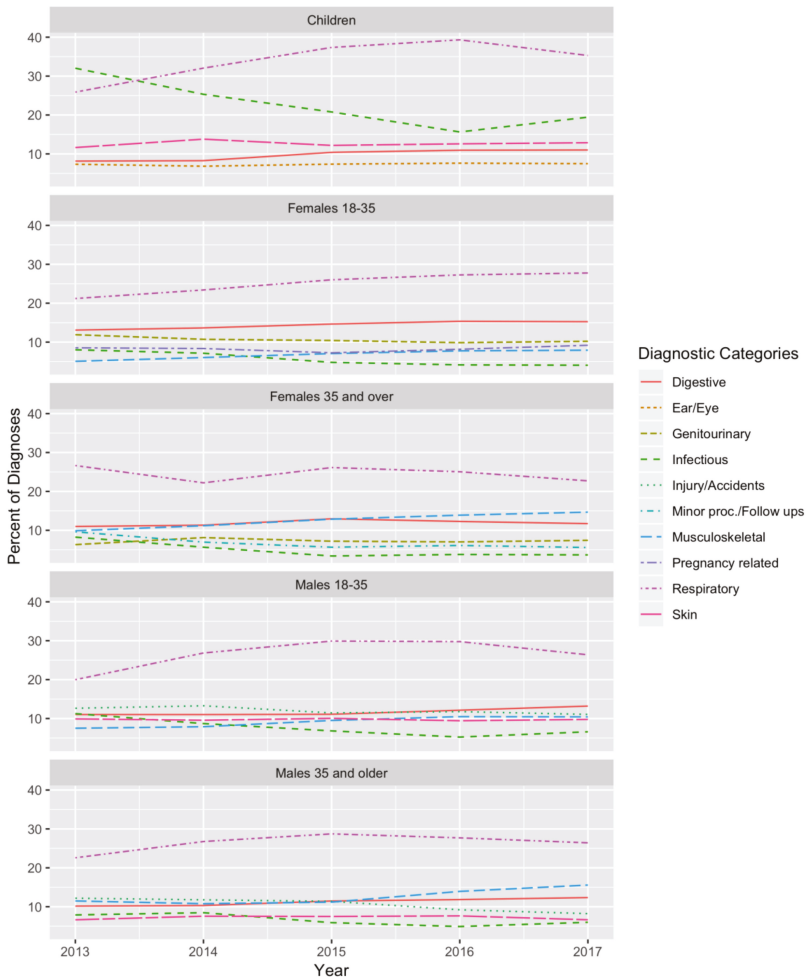 Children
40
30
20
10
Females 18-35
40
30
20
10
Females 35 and over
40
30
20
10
Males 18-35
40
30
20
10
Males 35 and older
40
30
20
10
2013 2014 2015 2016 2017
Year
Percent of Diagnoses
Diagnostic Categories
Digestive
Ear/Eye
Genitourinary
Infectious
Injury/Accidents
Minor proc./Follow ups
Musculoskeletal
Pregnancy related
Respiratory
Skin